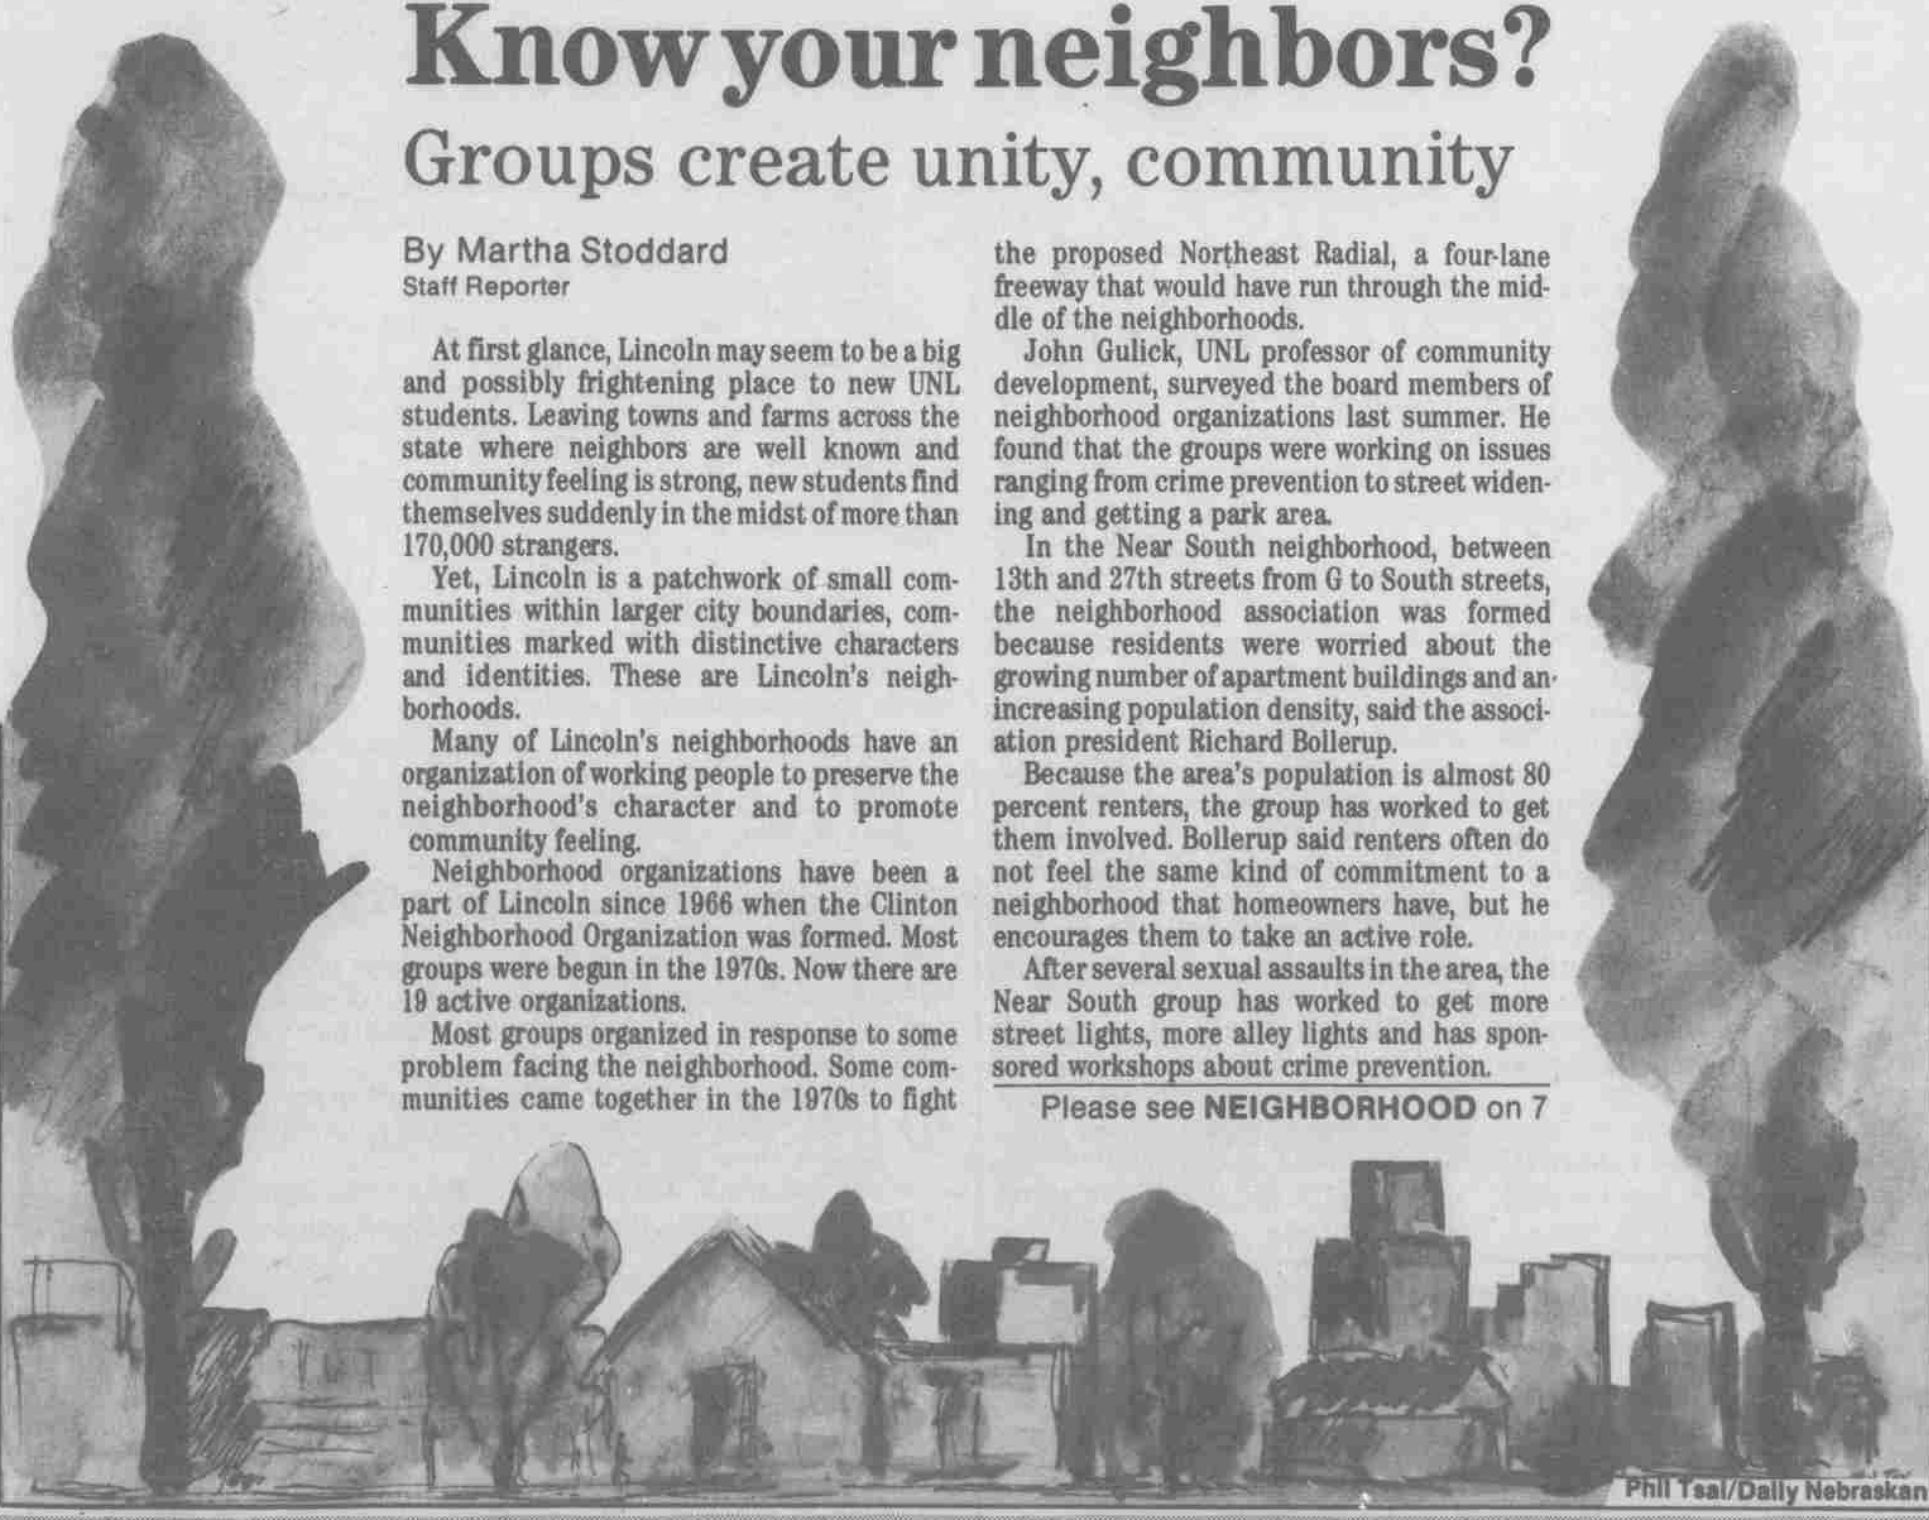 Know your neighbors?
Groups create unity, community
By Martha Stoddard
Staff Reporter
At first glance, Lincoln may seem to be a big
and possibly frightening place to new UNL
students. Leaving towns and farms across the
state where neighbors are well known and
community feeling is strong, new students find
themselves suddenly in the midst of more than
170,000 strangers.
Yet, Lincoln is a patchwork of small com-
munities within larger city boundaries, com-
munities marked with distinctive characters
and identities. These are Lincoln's neigh-
borhoods.
Many of Lincoln's neighborhoods have an
organization of working people to preserve the
neighborhood's character and to promote
community feeling.
Neighborhood organizations have been a
part of Lincoln since 1966 when the Clinton
Neighborhood Organization was formed. Most
groups were begun in the 1970s. Now there are
19 active organizations.
Most groups organized in response to some
problem facing the neighborhood. Some com-
munities came together in the 1970s to fight
the proposed Northeast Radial, a four-lane
freeway that would have run through the mid-
dle of the neighborhoods.
John Gulick, UNL professor of community
development, surveyed the board members of
neighborhood organizations last summer. He
found that the groups were working on issues
ranging from crime prevention to street widen-
ing and getting a park area.
In the Near South neighborhood, between
13th and 27th streets from G to South streets,
the neighborhood association was formed
because residents were worried about the
growing number of apartment buildings and an
increasing population density, said the associ-
ation president Richard Bollerup.
Because the area's population is almost 80
percent renters, the group has worked to get
them involved. Bollerup said renters often do
not feel the same kind of commitment to a
neighborhood that homeowners have, but he
encourages them to take an active role.
After several sexual assaults in the area, the
Near South group has worked to get more
street lights, more alley lights and has spon-
sored workshops about crime prevention.
Please see NEIGHBORHOOD on 7
Phil Tsai/Daily Nebraskan